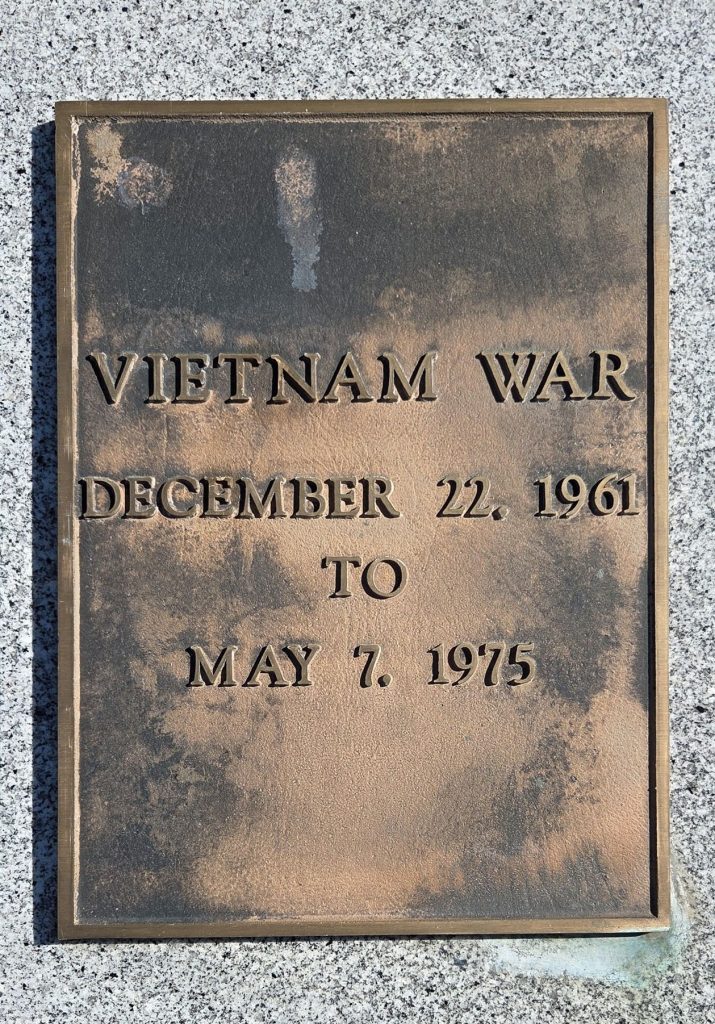 VIETNAM WAR
DECEMBER 22. 1961
TO
MAY 7. 1975